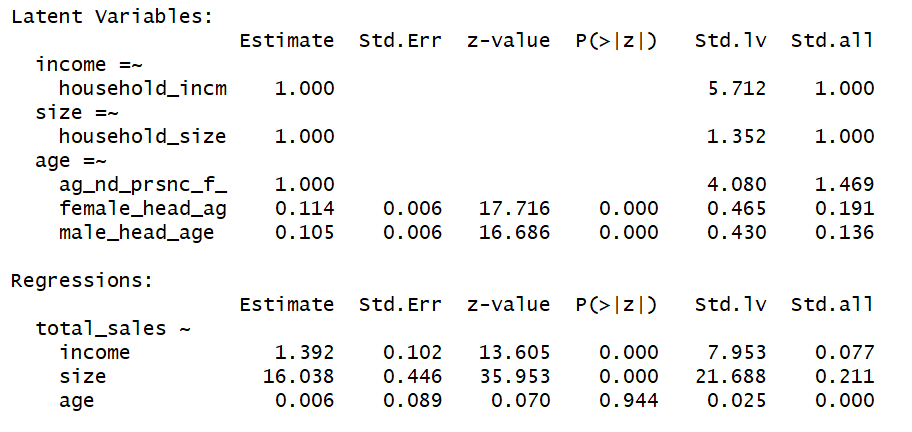 Latent Variables:
                   Estimate  Std.Err  z-value  P(>|z|)   Std.lv  Std.all
  income =~
    household_incm    1.000                               5.712    1.000
  size =~
    household_size    1.000                               1.352    1.000
  age =~
    ag_nd_prsnc_f_    1.000                               4.080    1.469
    female_head_ag    0.114    0.006   17.716    0.000    0.465    0.191
    male_head_age     0.105    0.006   16.686    0.000    0.430    0.136
Regressions:
                   Estimate  Std.Err  z-value  P(>|z|)   Std.lv  Std.all
  total_sales ~
    income            1.392    0.102   13.605    0.000    7.953    0.077
    size             16.038    0.446   35.953    0.000   21.688    0.211
    age               0.006    0.089    0.070    0.944    0.025    0.000